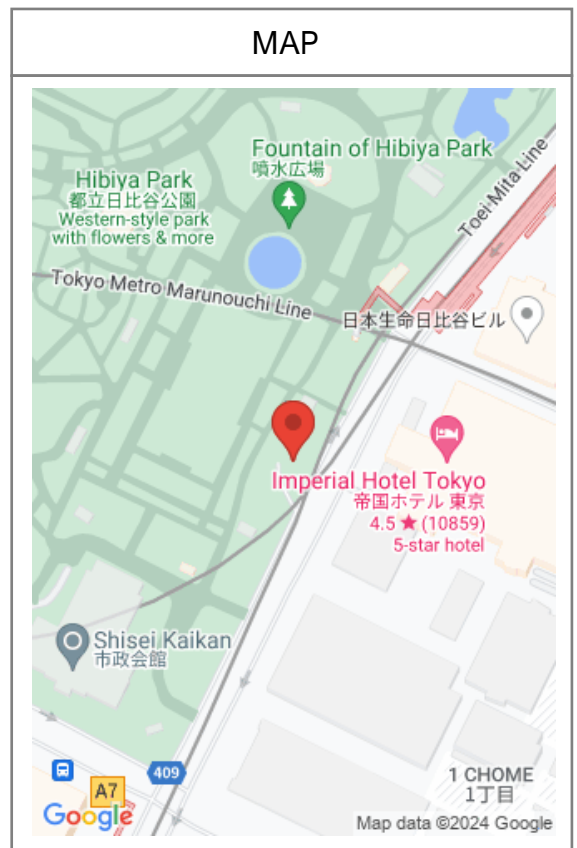 MAP
Fountain of Hibiya Park
噴水広場
Hibiya Park
都立日比谷公園
Western-style park
with flowers & more
Toei Mita Line
Tokyo Metro Marunouchi Line
日本生命日比谷ビル
Imperial Hotel Tokyo
帝国ホテル 東京
4.5 ★ (10859)
5-star hotel
Shisei Kaikan
市政会館
409
A7
1 CHOME
1丁目
Google
Map data ©2024 Google